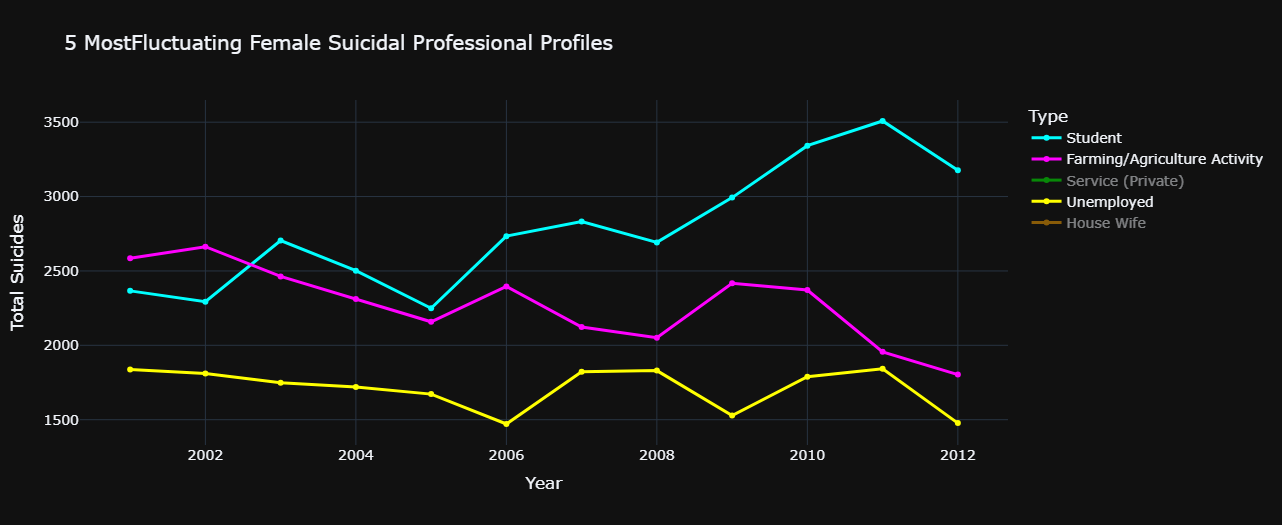 5 MostFluctuating Female Suicidal Professional Profiles
Type
Student
Farming/Agriculture Activity
Service (Private)
Unemployed
House Wife
Total Suicides
3500
3000
2500
2000
1500
2002 2004 2006 2008 2010 2012
Year